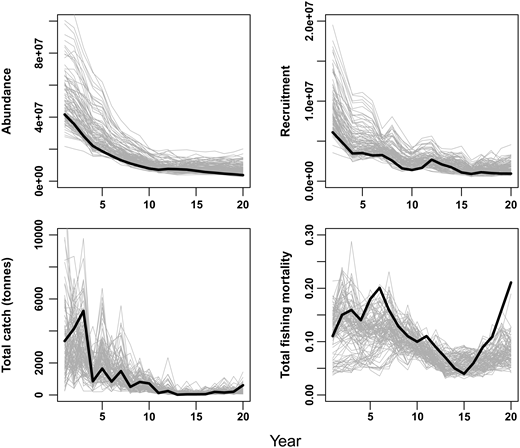 Abundance
8e+07
4e+07
0e+00
5 10 15 20
Recruitment
2.0e+07
1.0e+07
0.0e+00
5 10 15 20
Total catch (tonnes)
10000
6000
2000
0
5 10 15 20
Total fishing mortality
0.30
0.20
0.10
0.00
5 10 15 20
Year